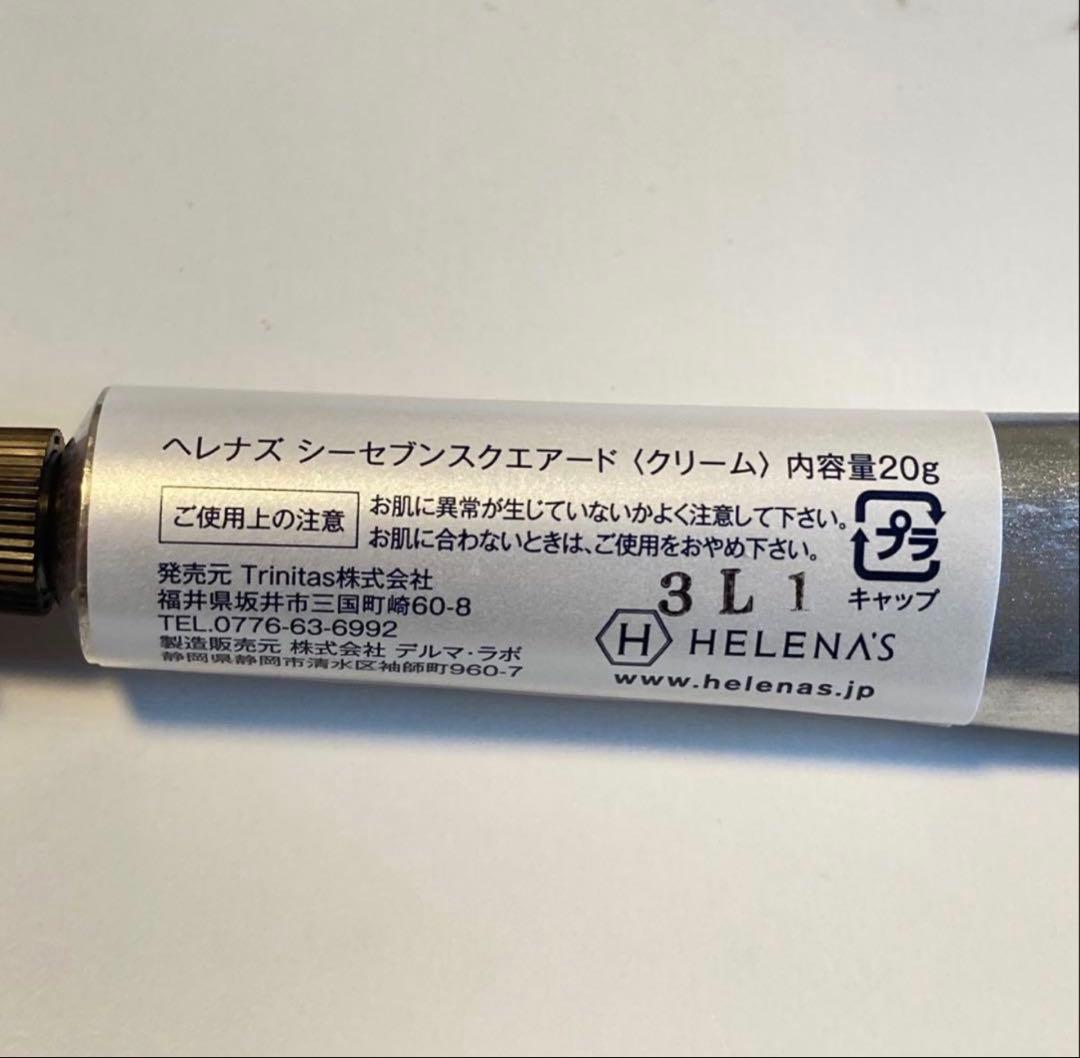 ヘレナズ シーセブンスクエアード〈クリーム〉内容量20g
ご使用上の注意
お肌に異常が生じていないかよく注意して下さい。
お肌に合わないときは、ご使用をおやめ下さい。
プラ
キャップ
発売元 Trinitas株式会社
福井県坂井市三国町崎60-8
TEL.0776-63-6992
製造販売元 株式会社 デルマ・ラボ
静岡県静岡市清水区袖師町960-7
3L1
H HELENA'S
www.helenas.jp